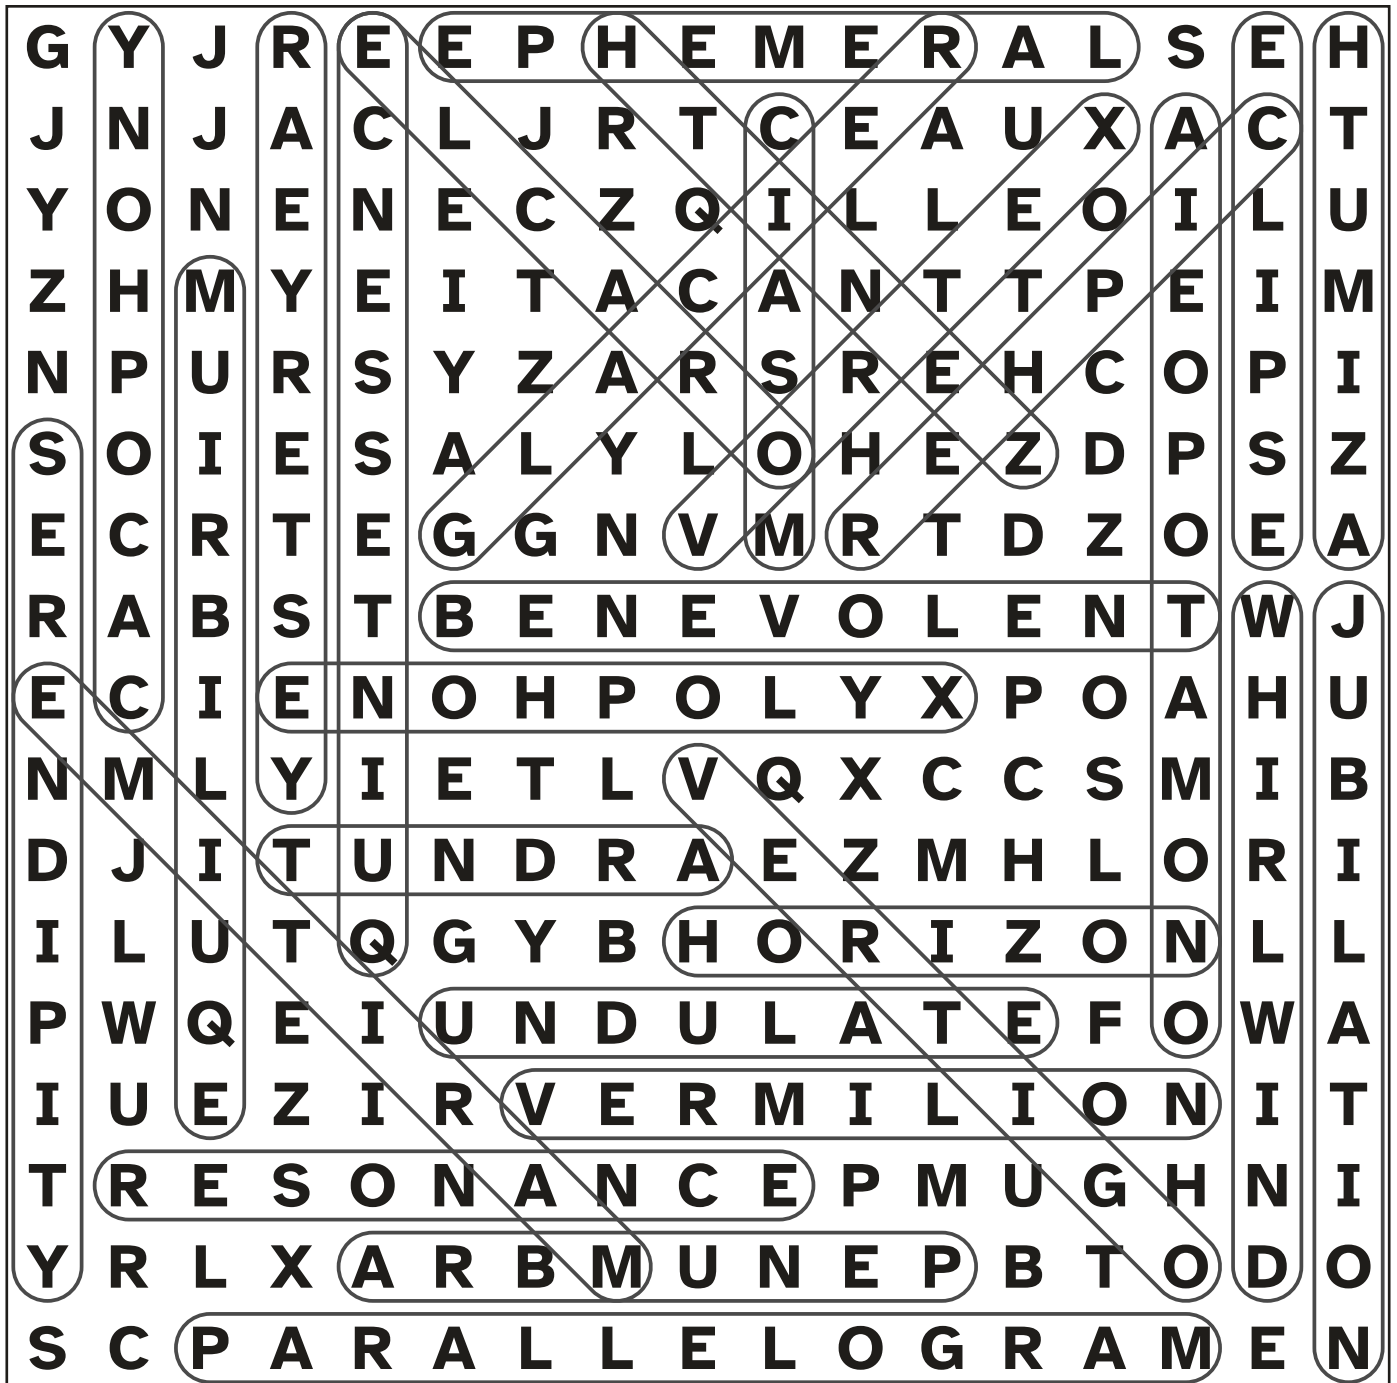 G Y J R E E P H E M E R A L S E H
J N J A C L J R T C E A U X A C T
Y O N E N E C Z Q I L L E O I L U
Z H M Y E I T A C A N T T P E I M
N P U R S Y Z A R S R E H C O P I
S O I E S A L Y L O H E Z D P S Z
E C R T E G G N V M R T D Z O E A
R A B S T B E N E V O L E N T W J
E C I E N O H P O L Y X P O A H U
N M L Y I E T L V Q X C C S M I B
D J I T U N D R A E Z M H L O R I
I L U T Q G Y B H O R I Z O N L L
P W Q E I U N D U L A T E F O W A
I U E Z I R V E R M I L I O N I T
T R E S O N A N C E P M U G H N I
Y R L X A R B M U N E P B T O D O
S C P A R A L L E L O G R A M E N